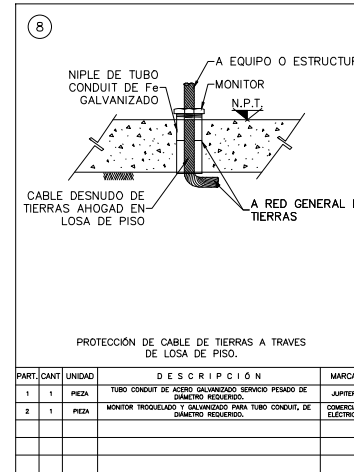 8
A EQUIPO O ESTRUCTUR
NIPLE DE TUBO
CONDUIT DE Fe
GALVANIZADO
MONITOR
N.P.T.
CABLE DESNUDO DE
TIERRAS AHOGAD EN
LOSA DE PISO
A RED GENERAL
TIERRAS
PROTECCIÓN DE CABLE DE TIERRAS A TRAVES
DE LOSA DE PISO.
PART. CANT UNIDAD DESCRIPCIÓN MARCA
1 1 PIEZA TUBO CONDUIT DE ACERO GALVANIZADO SERVICIO PESADO DE DIÁMETRO REQUERIDO. JUPITER
2 1 PIEZA MONITOR TROQUELADO Y GALVANIZADO PARA TUBO CONDUIT, DE DIÁMETRO REQUERIDO. COMERCI ELÉCTRIC